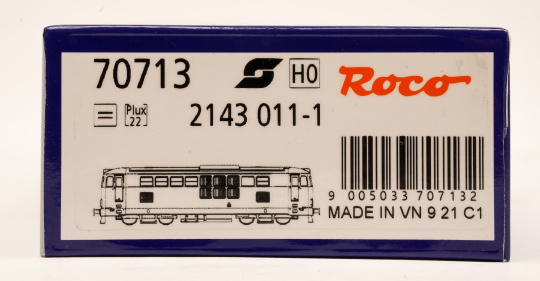 70713 H0 Roco
= Plux 22 2143 011-1
9 005033 707132
MADE IN VN 9 21 C1